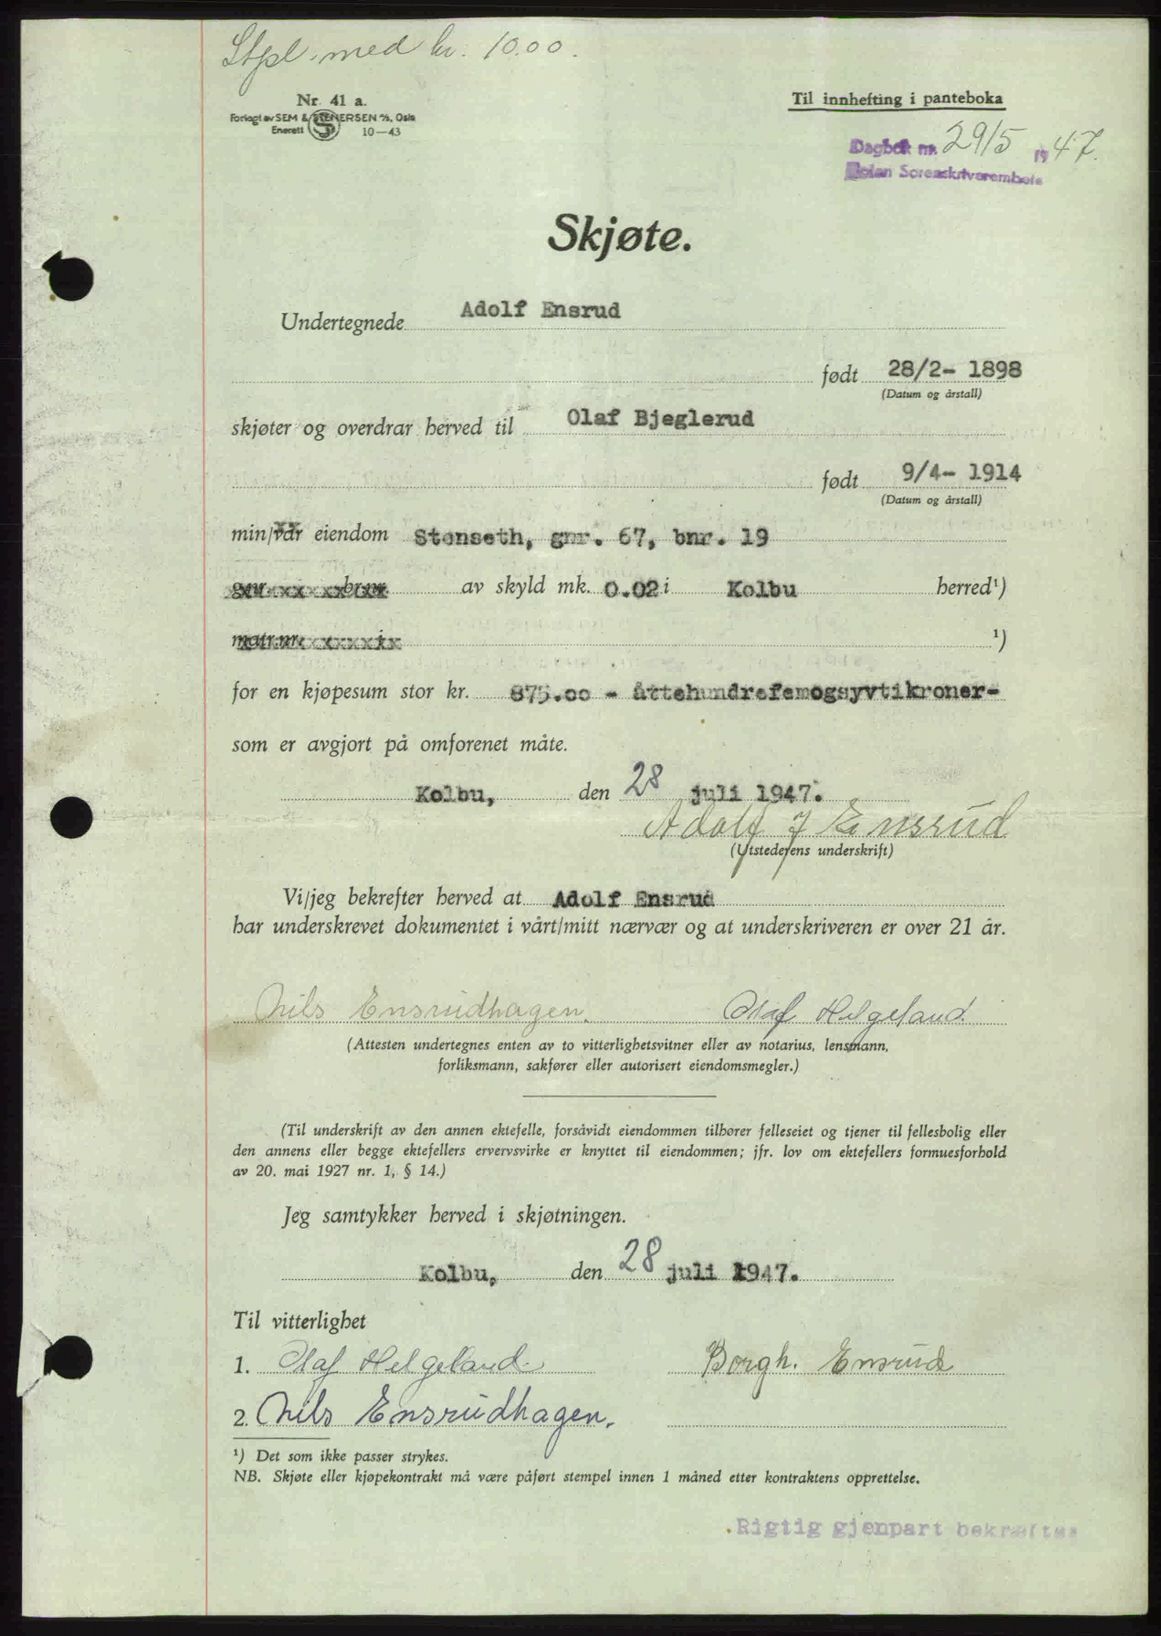 Stpl. med kr. 10.00.
Nr. 41 a.
Forlagt av SEM & STENERSEN A/S, Oslo
Enerett S 10-43
Til innhefting i panteboka
Dagbok nr. 2915 19 47.
Toten Sorenskriverembete
Skjøte.
Undertegnede Adolf Ensrud
født 28/2- 1898
(Datum og årstall)
skjøter og overdrar herved til Olaf Bjeglerud
født 9/4- 1914
(Datum og årstall)
min/vår eiendom Stenseth, gnr. 67, bnr. 19
gnr. bnr. av skyld mk. 0.02 i Kolbu herred¹)
matr.nr. i ¹)
for en kjøpesum stor kr. 875.00 - åttehundrefemogsyvtikroner-
som er avgjort på omforenet måte.
Kolbu, den 28 juli 1947.
Adolf J Ensrud
(Utstederens underskrift)
Vi/jeg bekrefter herved at Adolf Ensrud
har underskrevet dokumentet i vårt/mitt nærvær og at underskriveren er over 21 år.
Nils Ensrudhagen. Olaf Helgeland
(Attesten undertegnes enten av to vitterlighetsvitner eller av notarius, lensmann,
forliksmann, sakfører eller autorisert eiendomsmegler.)
(Til underskrift av den annen ektefelle, forsåvidt eiendommen tilhører felleseiet og tjener til fellesbolig eller
den annens eller begge ektefellers ervervsvirke er knyttet til eiendommen; jfr. lov om ektefellers formuesforhold
av 20. mai 1927 nr. 1, § 14.)
Jeg samtykker herved i skjøtningen.
Kolbu, den 28 juli 1947.
Til vitterlighet
1. Olaf Helgeland Borgh. Ensrud
2. Nils Ensrudhagen.
¹) Det som ikke passer strykes.
NB. Skjøte eller kjøpekontrakt må være påført stempel innen 1 måned etter kontraktens opprettelse.
Rigtig gjenpart bekræftes